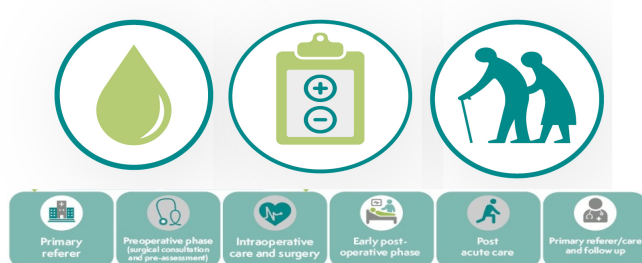 Primary
referer
Preoperative phase
(surgical consultation
and pre-assessment)
Intraoperative
care and surgery
Early post-
operative phase
Post
acute care
Primary referer/care
and follow up